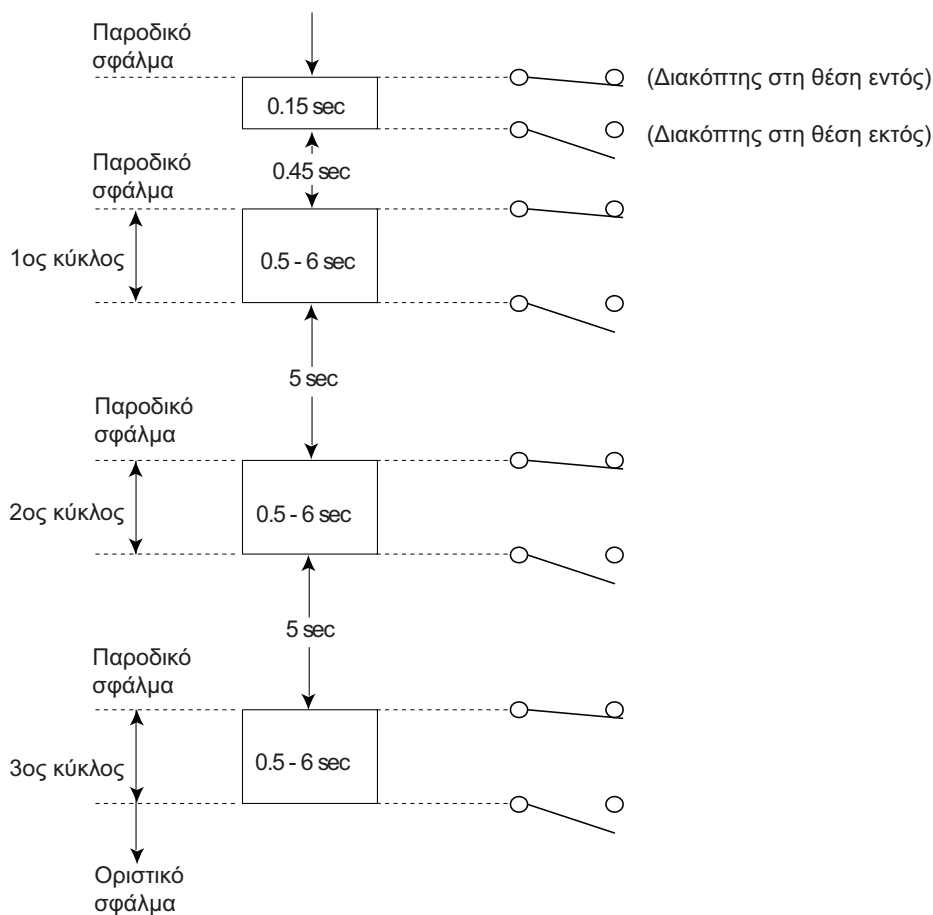 Παροδικό
σφάλμα
0.15 sec
(Διακόπτης στη θέση εντός)
(Διακόπτης στη θέση εκτός)
0.45 sec
Παροδικό
σφάλμα
1ος κύκλος
0.5 - 6 sec
5 sec
Παροδικό
σφάλμα
2ος κύκλος
0.5 - 6 sec
5 sec
Παροδικό
σφάλμα
3ος κύκλος
0.5 - 6 sec
Οριστικό
σφάλμα